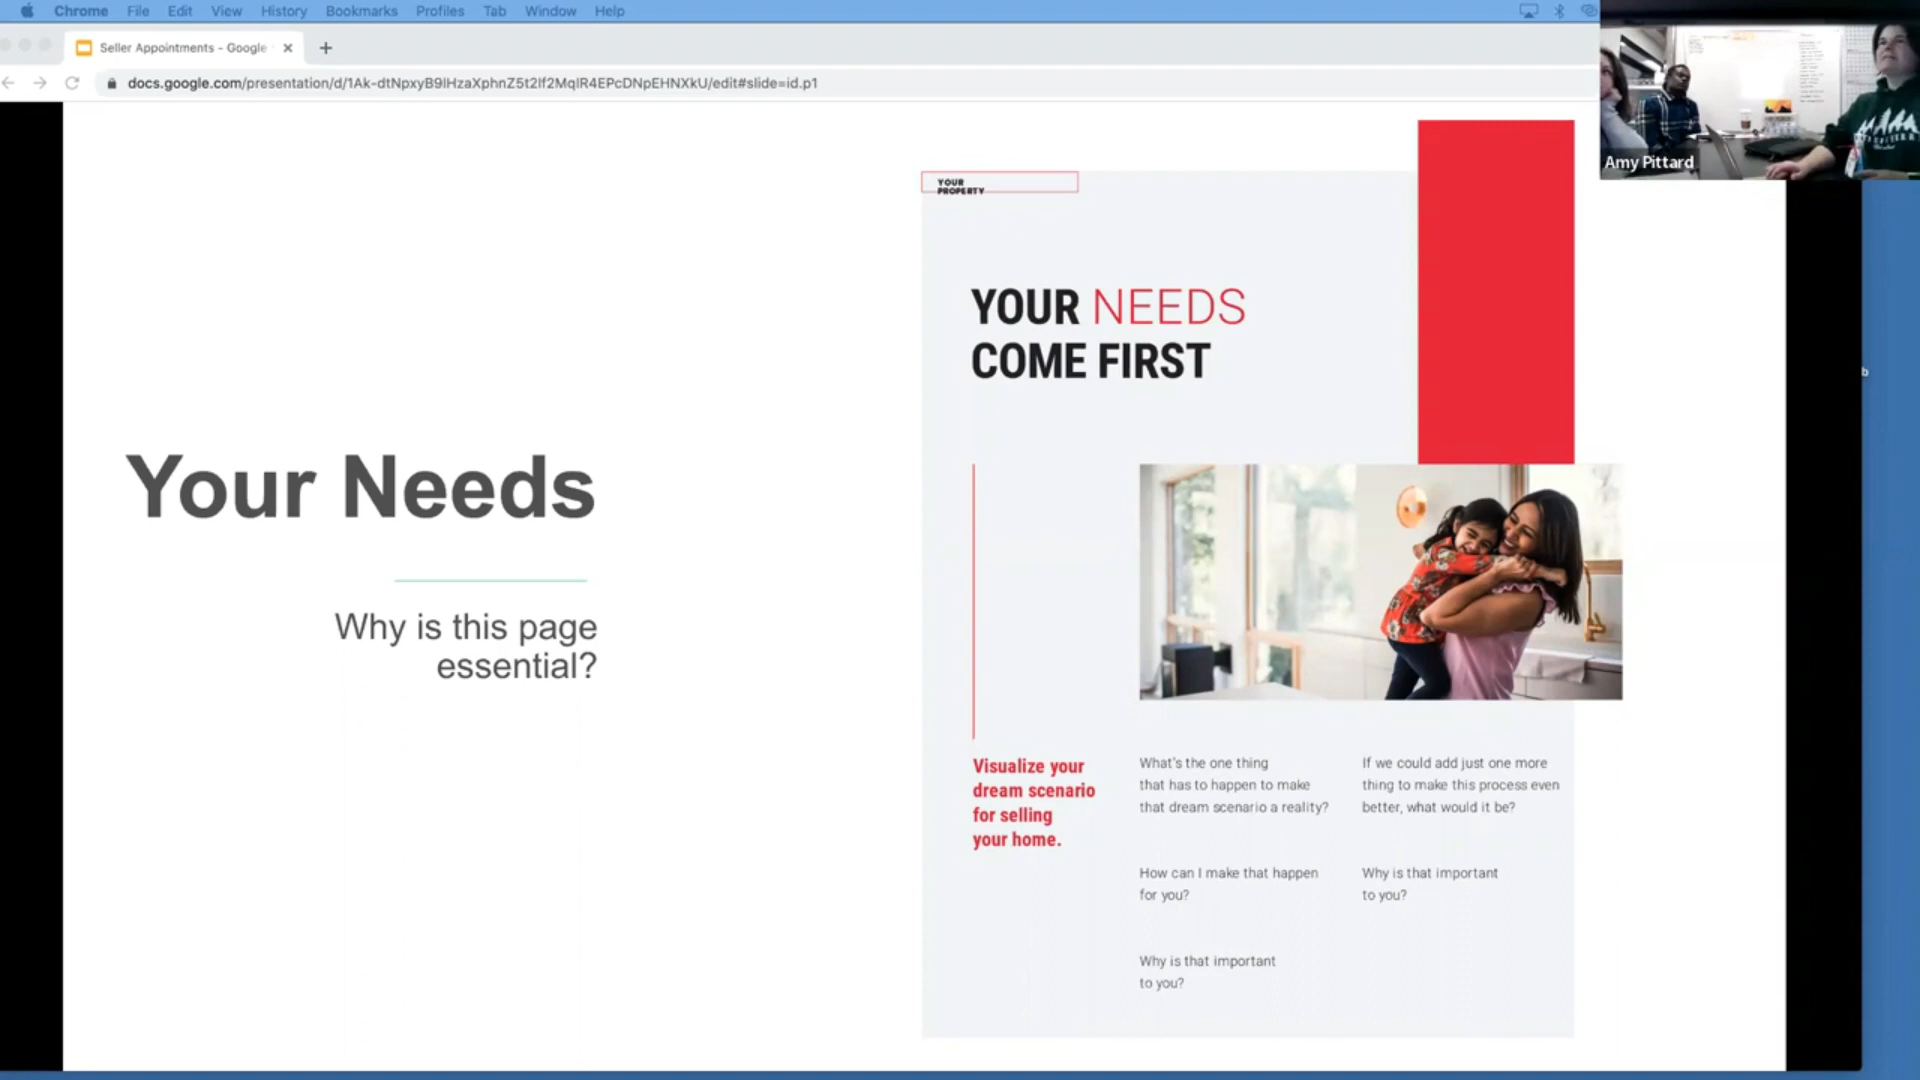 Chrome File Edit View History Bookmarks Profiles Tab Window Help
Seller Appointments - Google
docs.google.com/presentation/d/1Ak-dtNpxyB9lHzaXphnZ5t2lf2MqlR4EPcDNpEHNXkU/edit#slide=id.p1
Amy Pittard
Your Needs
Why is this page
essential?
YOUR
PROPERTY
YOUR NEEDS
COME FIRST
Visualize your
dream scenario
for selling
your home.
What's the one thing
that has to happen to make
that dream scenario a reality?
How can I make that happen
for you?
Why is that important
to you?
If we could add just one more
thing to make this process even
better, what would it be?
Why is that important
to you?
b